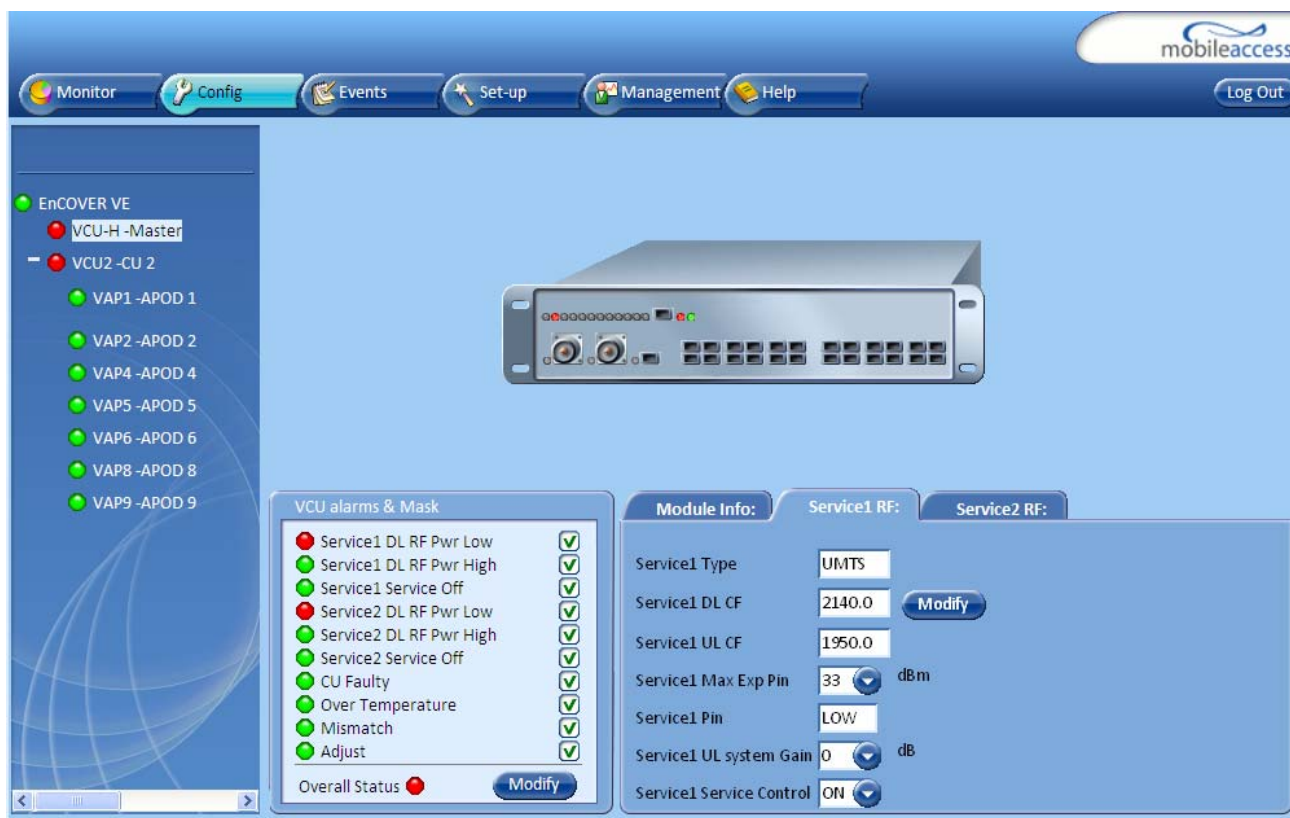 mobileaccess
Monitor
Config
Events
Set-up
Management
Help
Log Out
EnCOVER VE
VCU-H -Master
VCU2 -CU 2
VAP1 -APOD 1
VAP2 -APOD 2
VAP4 -APOD 4
VAP5 -APOD 5
VAP6 -APOD 6
VAP8 -APOD 8
VAP9 -APOD 9
VCU alarms & Mask
Service1 DL RF Pwr Low
Service1 DL RF Pwr High
Service1 Service Off
Service2 DL RF Pwr Low
Service2 DL RF Pwr High
Service2 Service Off
CU Faulty
Over Temperature
Mismatch
Adjust
Overall Status
Modify
Module Info:
Service1 RF:
Service2 RF:
Service1 Type UMTS
Service1 DL CF 2140.0 Modify
Service1 UL CF 1950.0
Service1 Max Exp Pin 33 dBm
Service1 Pin LOW
Service1 UL system Gain 0 dB
Service1 Service Control ON